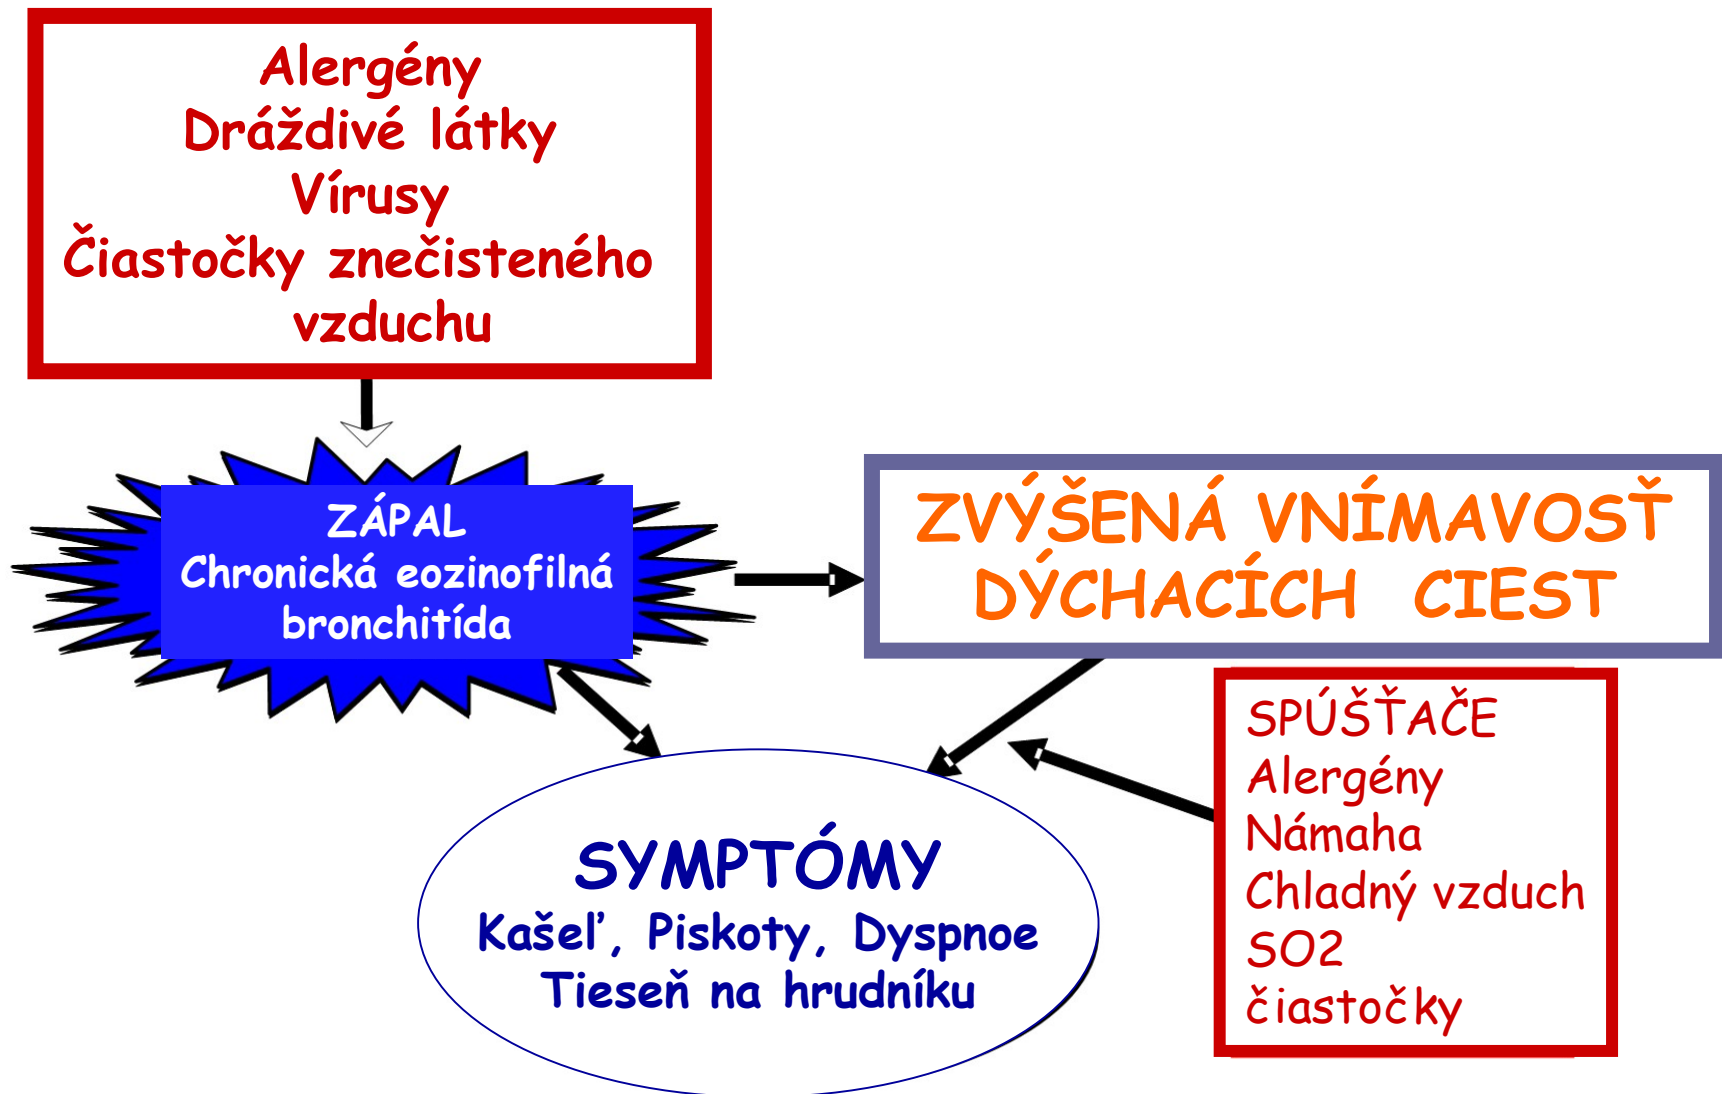 Alergény
Dráždivé látky
Vírusy
Čiastočky znečisteného
vzduchu
ZÁPAL
Chronická eozinofilná
bronchitída
ZVÝŠENÁ VNÍMAVOSŤ
DÝCHACÍCH CIEST
SPÚŠŤAČE
Alergény
Námaha
Chladný vzduch
SO2
čiastočky
SYMPTÓMY
Kašeľ, Piskoty, Dyspnoe
Tieseň na hrudníku